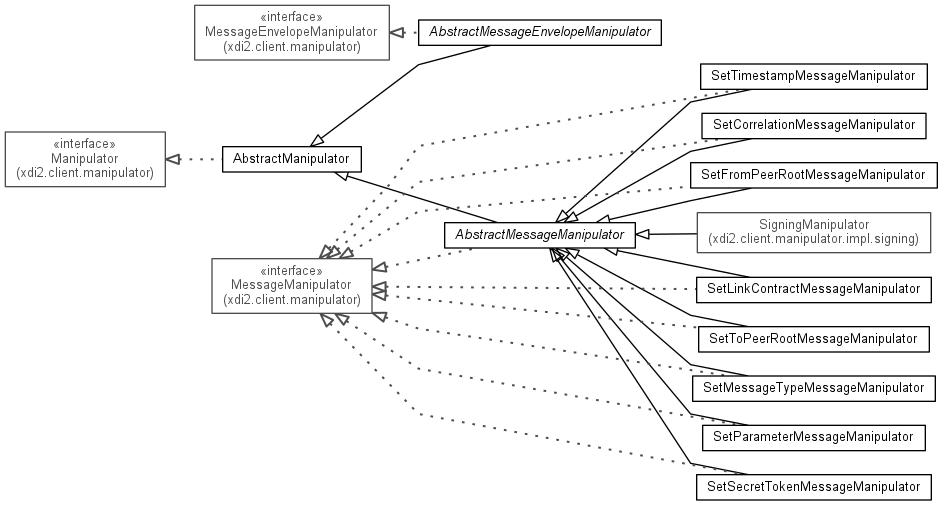 «interface»
MessageEnvelopeManipulator
(xdi2.client.manipulator)
AbstractMessageEnvelopeManipulator
SetTimestampMessageManipulator
SetCorrelationMessageManipulator
«interface»
Manipulator
(xdi2.client.manipulator)
AbstractManipulator
SetFromPeerRootMessageManipulator
AbstractMessageManipulator
SigningManipulator
(xdi2.client.manipulator.impl.signing)
«interface»
MessageManipulator
(xdi2.client.manipulator)
SetLinkContractMessageManipulator
SetToPeerRootMessageManipulator
SetMessageTypeMessageManipulator
SetParameterMessageManipulator
SetSecretTokenMessageManipulator